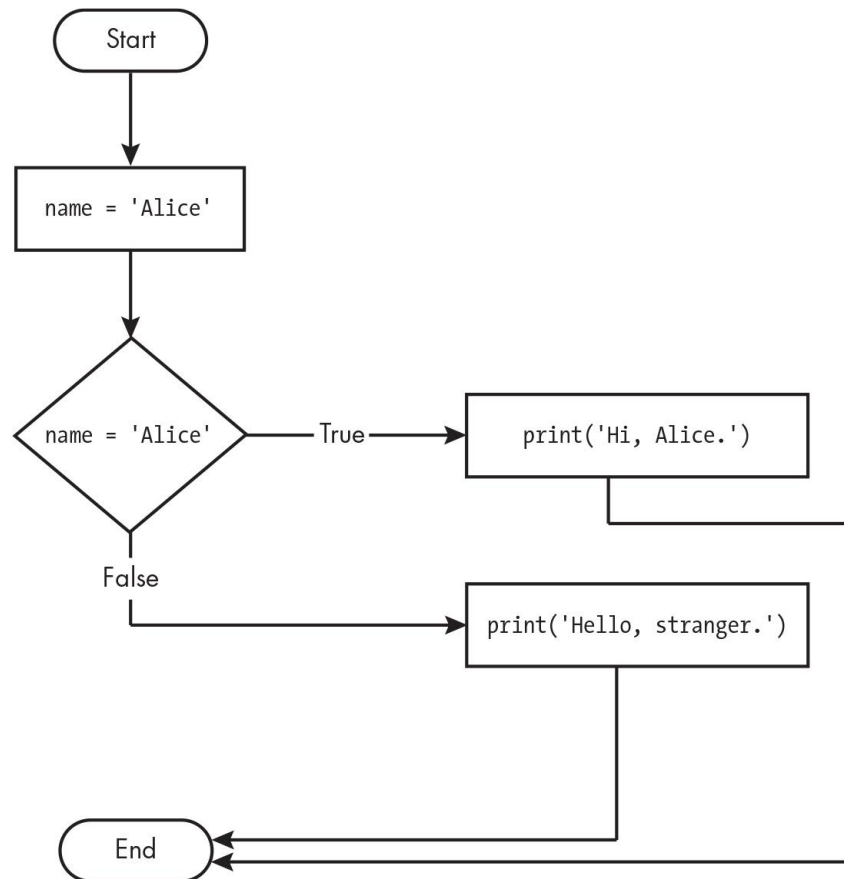 Start
name = 'Alice'
name = 'Alice'
True
print('Hi, Alice.')
False
print('Hello, stranger.')
End